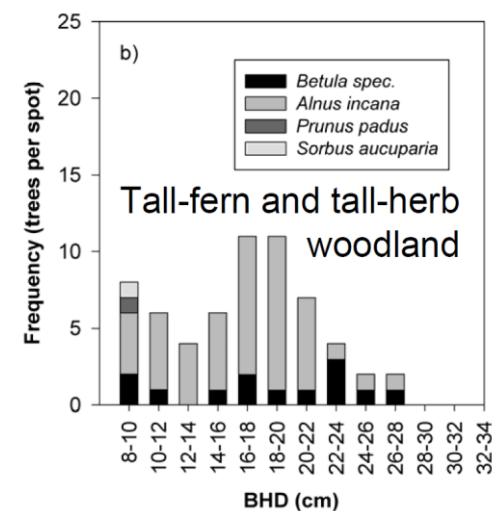 b)
Betula spec.
Alnus incana
Prunus padus
Sorbus aucuparia
Tall-fern and tall-herb
woodland
Frequency (trees per spot)
25
20
15
10
5
0
8-10
10-12
12-14
14-16
16-18
18-20
20-22
22-24
24-26
26-28
28-30
30-32
32-34
BHD (cm)